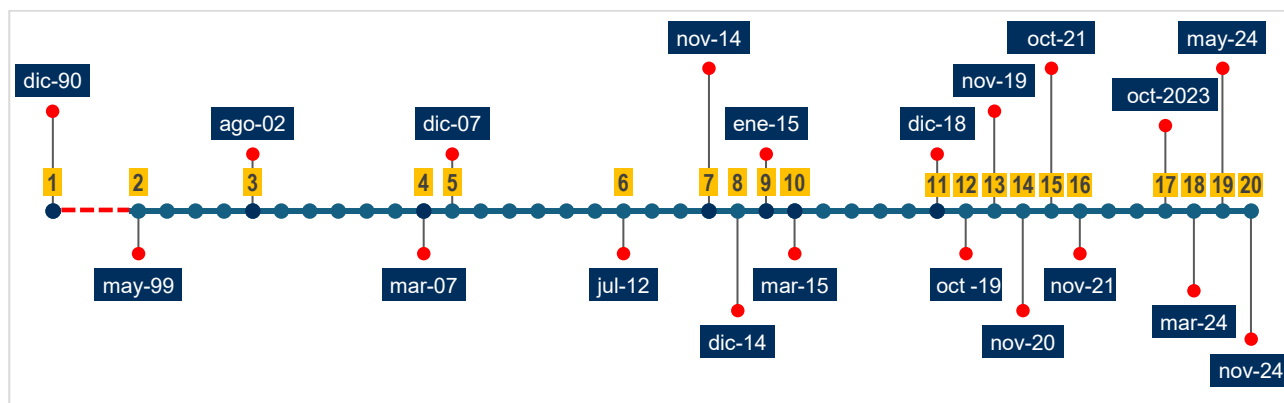 oct-21
may-24
nov-14
dic-90
nov-19
oct-2023
ago-02
dic-07
ene-15
dic-18
1 2 3 4 5 6 7 8 9 10 11 12 13 14 15 16 17 18 19 20
may-99
mar-07
jul-12
mar-15
oct -19
nov-21
mar-24
dic-14
nov-20
nov-24